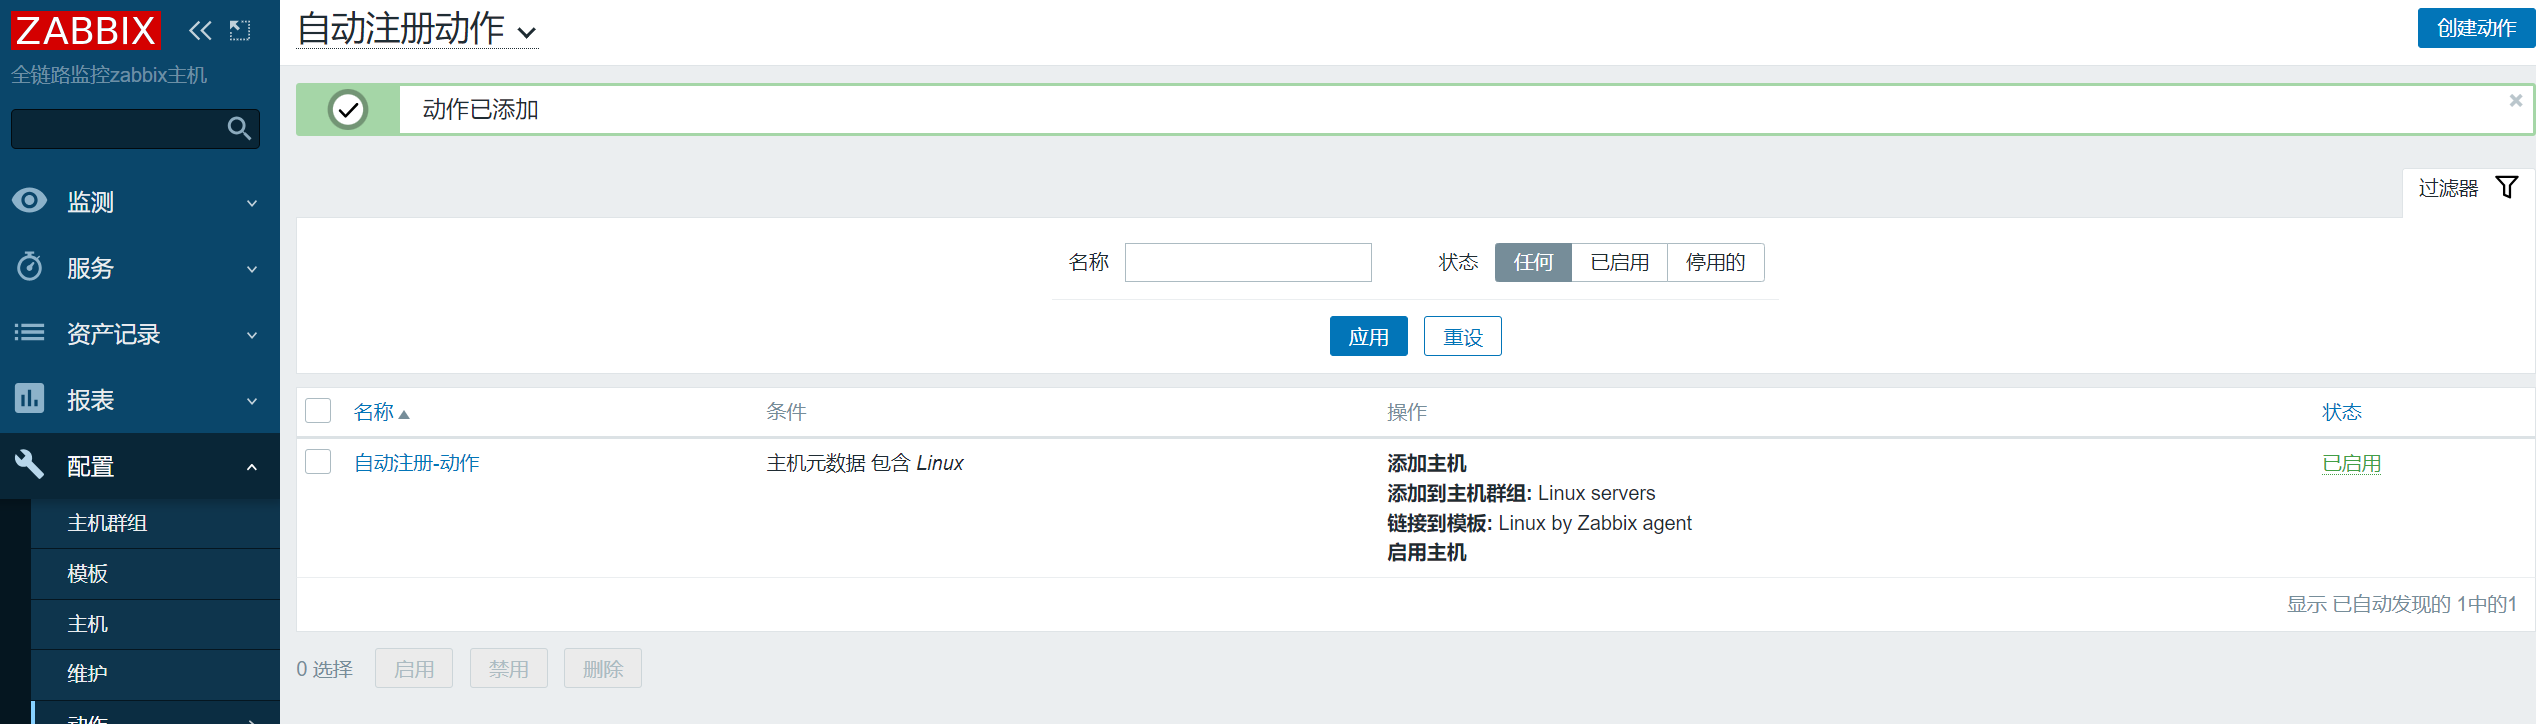 ZABBIX
全链路监控zabbix主机
监测
服务
资产记录
报表
配置
主机群组
模板
主机
维护
动作
自动注册动作
创建动作
动作已添加
过滤器
名称
状态 任何 已启用 停用的
应用 重设
名称 条件 操作 状态
自动注册-动作 主机元数据 包含 Linux 添加主机 已启用
添加到主机群组: Linux servers
链接到模板: Linux by Zabbix agent
启用主机
显示 已自动发现的 1中的1
0 选择 启用 禁用 删除